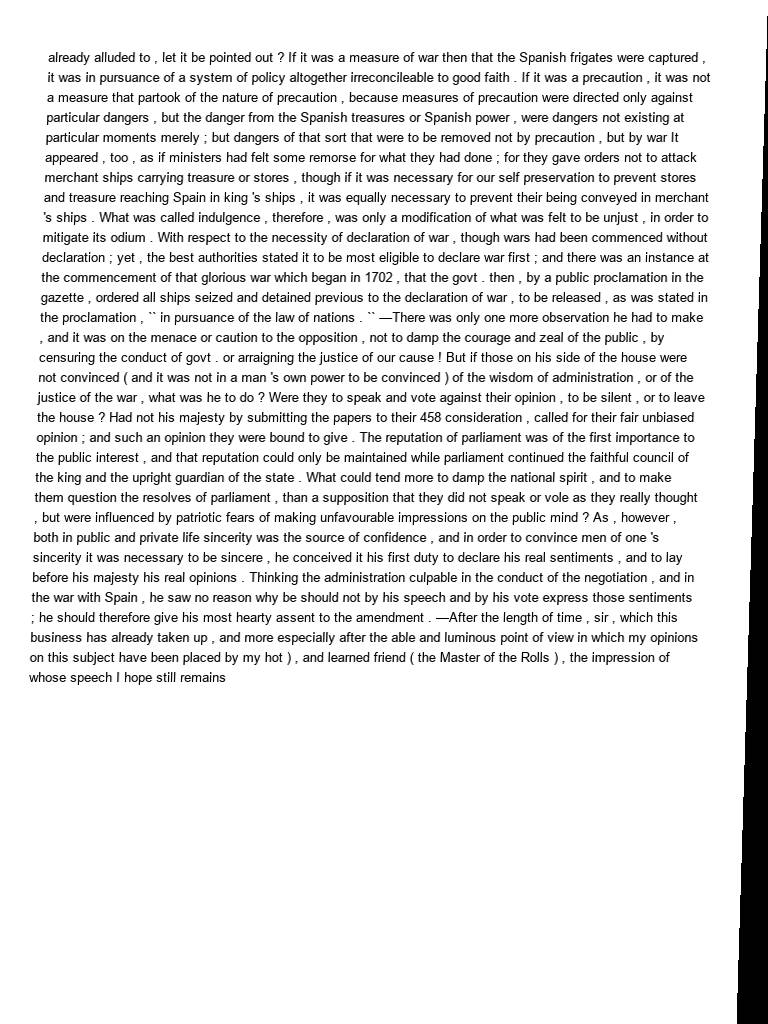 already alluded to , let it be pointed out ? If it was a measure of war then that the Spanish frigates were captured ,
it was in pursuance of a system of policy altogether irreconcileable to good faith . If it was a precaution , it was not
a measure that partook of the nature of precaution , because measures of precaution were directed only against
particular dangers , but the danger from the Spanish treasures or Spanish power , were dangers not existing at
particular moments merely ; but dangers of that sort that were to be removed not by precaution , but by war It
appeared , too , as if ministers had felt some remorse for what they had done ; for they gave orders not to attack
merchant ships carrying treasure or stores , though if it was necessary for our self preservation to prevent stores
and treasure reaching Spain in king 's ships , it was equally necessary to prevent their being conveyed in merchant
's ships . What was called indulgence , therefore , was only a modification of what was felt to be unjust , in order to
mitigate its odium . With respect to the necessity of declaration of war , though wars had been commenced without
declaration ; yet , the best authorities stated it to be most eligible to declare war first ; and there was an instance at
the commencement of that glorious war which began in 1702 , that the govt . then , by a public proclamation in the
gazette , ordered all ships seized and detained previous to the declaration of war , to be released , as was stated in
the proclamation , `` in pursuance of the law of nations . `` —There was only one more observation he had to make
, and it was on the menace or caution to the opposition , not to damp the courage and zeal of the public , by
censuring the conduct of govt . or arraigning the justice of our cause ! But if those on his side of the house were
not convinced ( and it was not in a man 's own power to be convinced ) of the wisdom of administration , or of the
justice of the war , what was he to do ? Were they to speak and vote against their opinion , to be silent , or to leave
the house ? Had not his majesty by submitting the papers to their 458 consideration , called for their fair unbiased
opinion ; and such an opinion they were bound to give . The reputation of parliament was of the first importance to
the public interest , and that reputation could only be maintained while parliament continued the faithful council of
the king and the upright guardian of the state . What could tend more to damp the national spirit , and to make
them question the resolves of parliament , than a supposition that they did not speak or vole as they really thought
, but were influenced by patriotic fears of making unfavourable impressions on the public mind ? As , however ,
both in public and private life sincerity was the source of confidence , and in order to convince men of one 's
sincerity it was necessary to be sincere , he conceived it his first duty to declare his real sentiments , and to lay
before his majesty his real opinions . Thinking the administration culpable in the conduct of the negotiation , and in
the war with Spain , he saw no reason why be should not by his speech and by his vote express those sentiments
; he should therefore give his most hearty assent to the amendment . —After the length of time , sir , which this
business has already taken up , and more especially after the able and luminous point of view in which my opinions
on this subject have been placed by my hot ) , and learned friend ( the Master of the Rolls ) , the impression of
whose speech I hope still remains